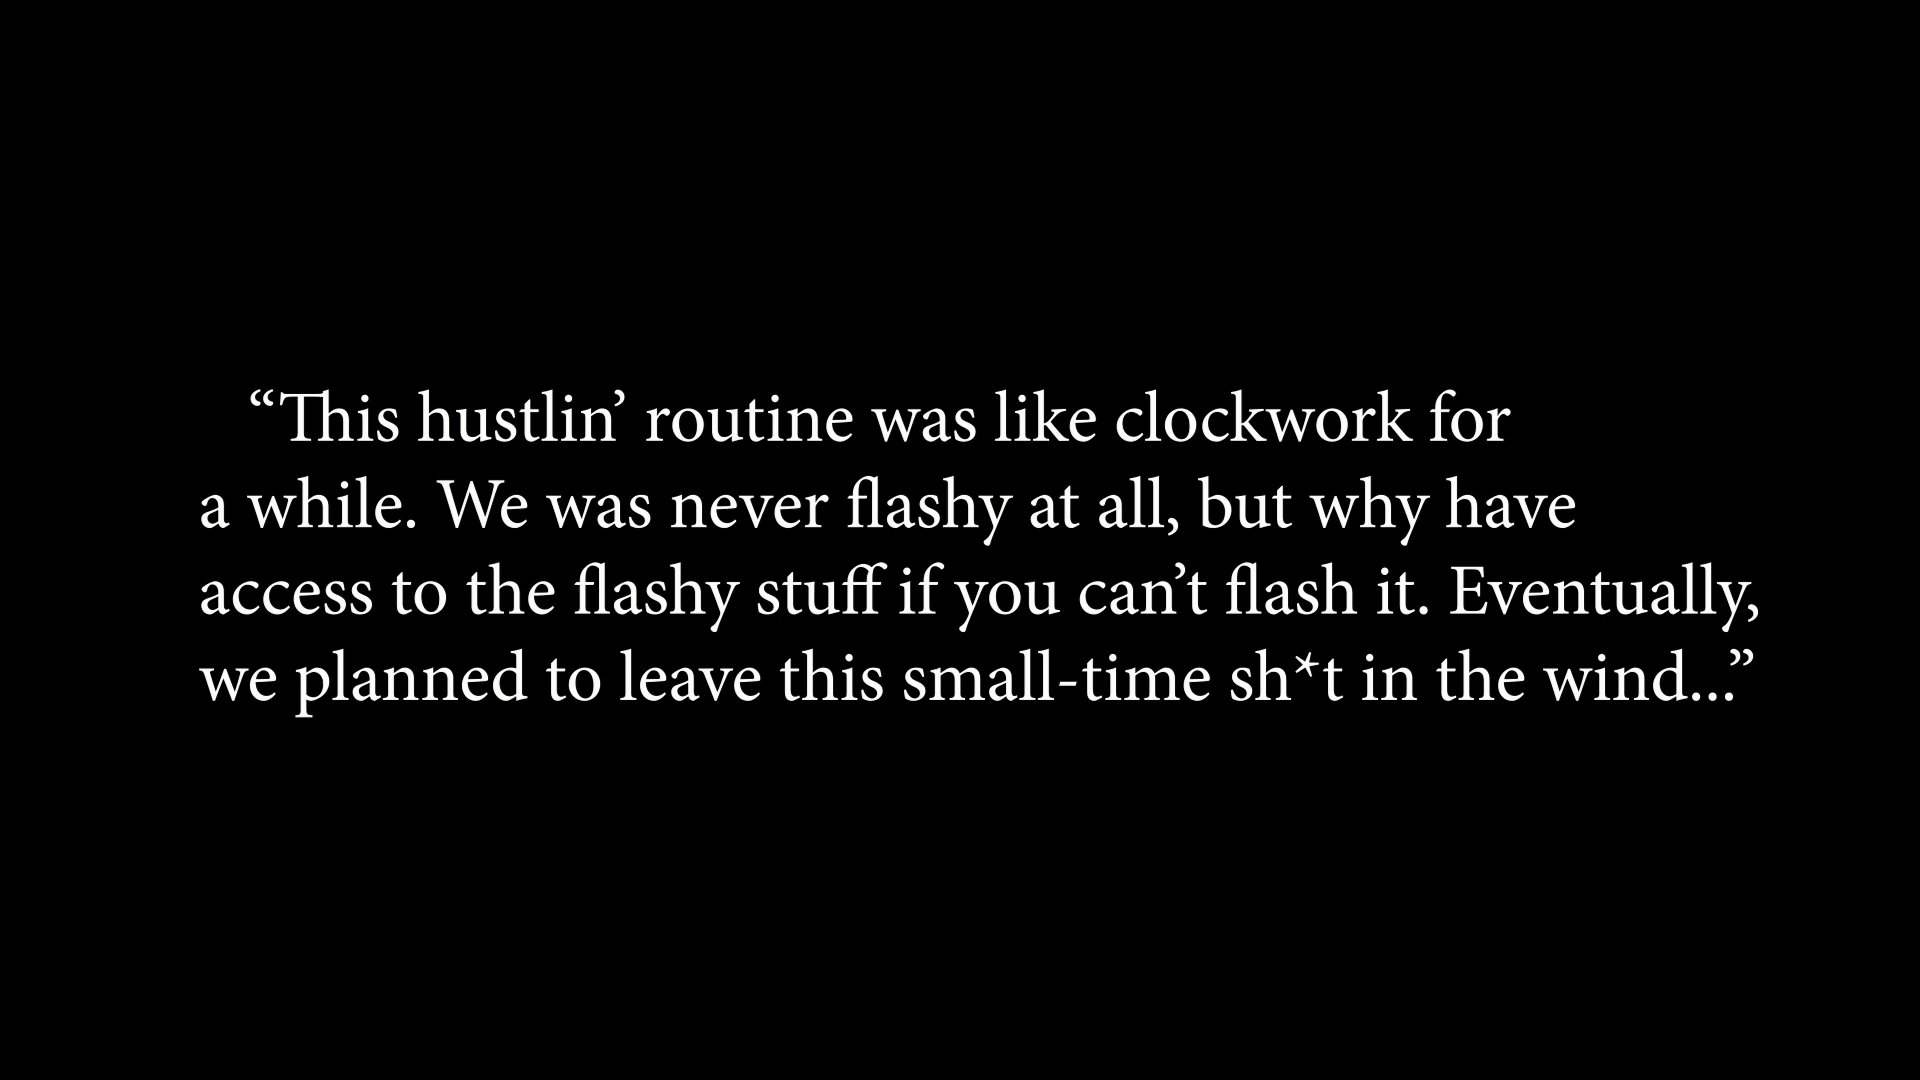 “This hustlin’ routine was like clockwork for
a while. We was never flashy at all, but why have
access to the flashy stuff if you can’t flash it. Eventually,
we planned to leave this small-time sh*t in the wind...”